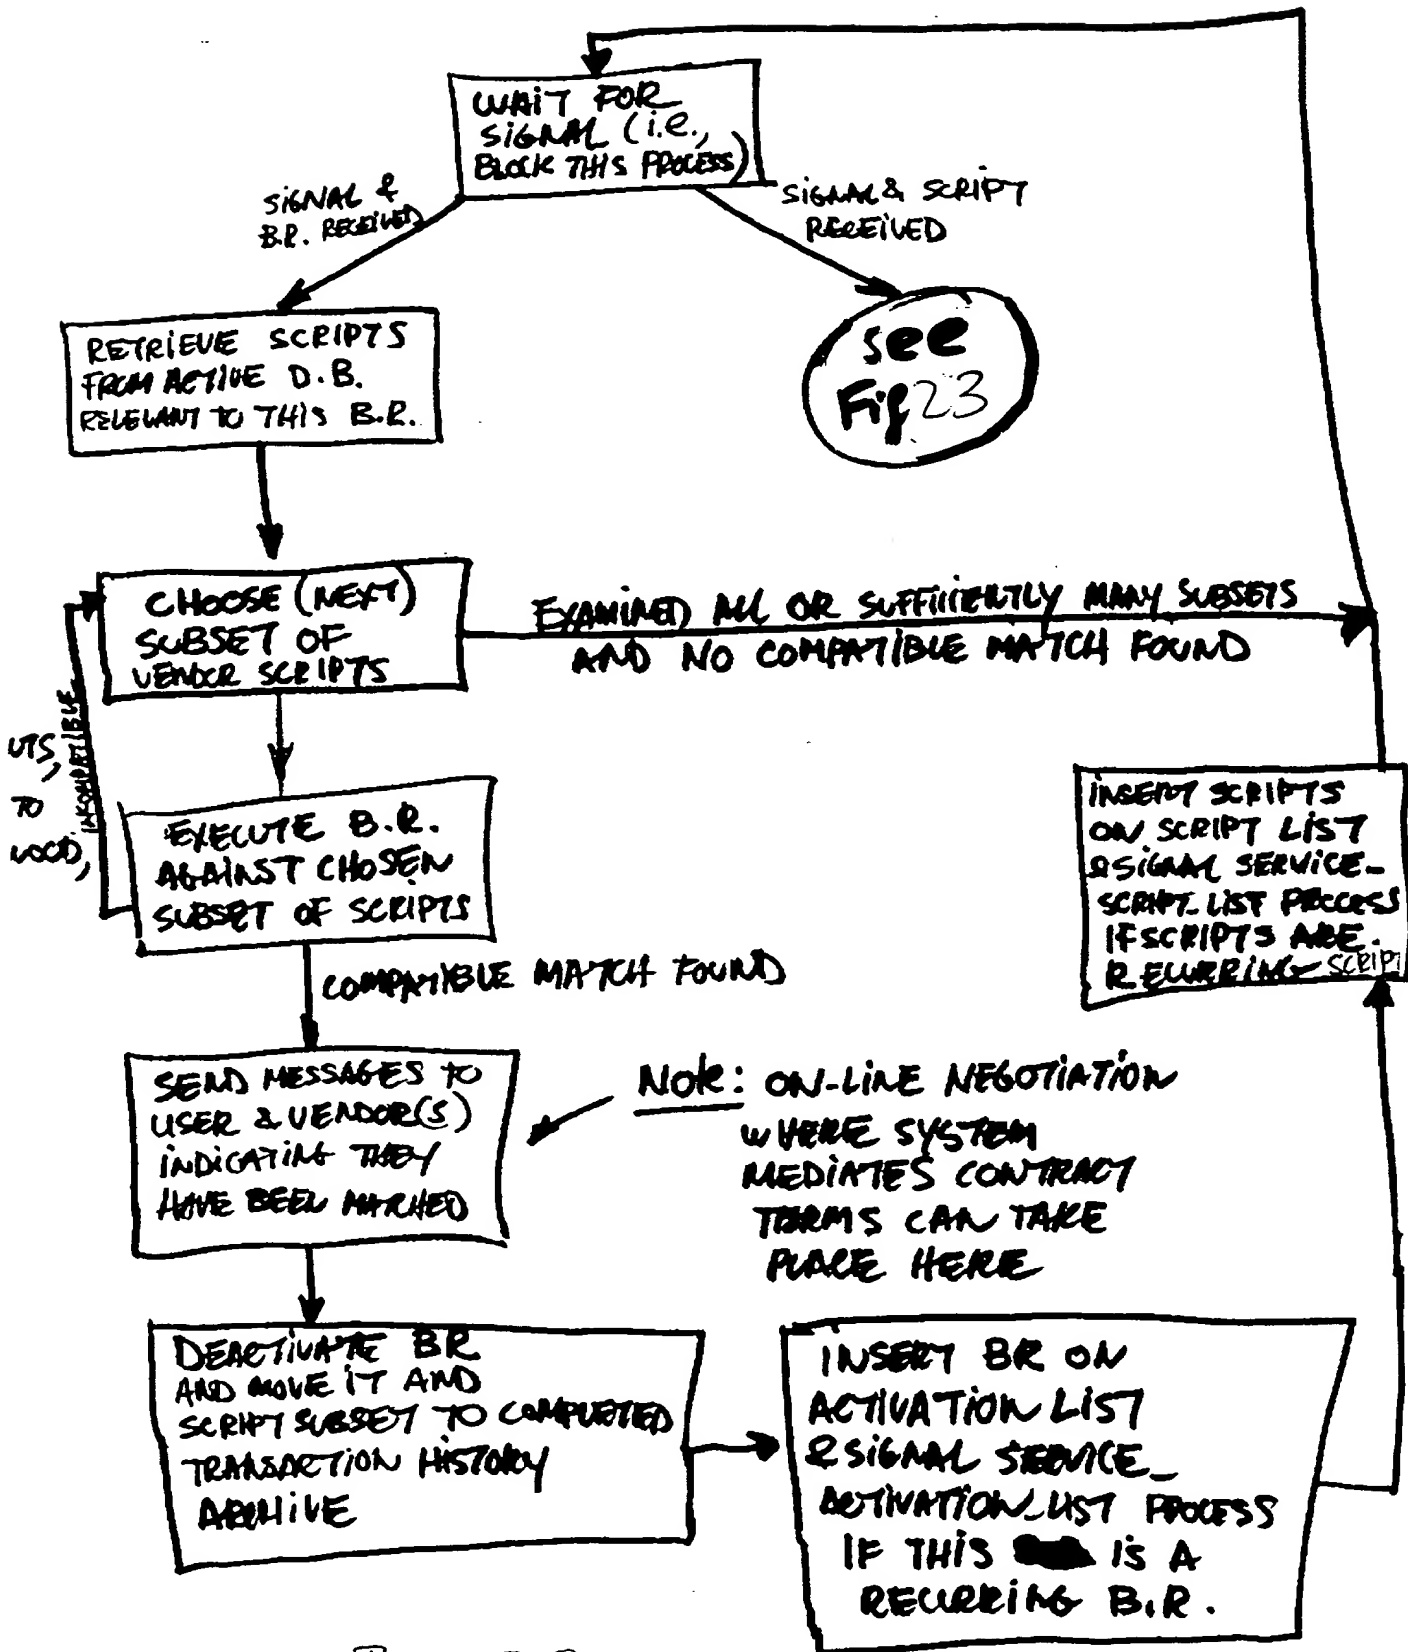 WAIT FOR
SIGNAL (i.e.,
BLOCK THIS PROCESS)
SIGNAL &
B.R. RECEIVED
SIGNAL & SCRIPT
RECEIVED
RETRIEVE SCRIPTS
FROM ACTIVE D.B.
RELEVANT TO THIS B.R.
see
Fig 23
CHOOSE (NEXT)
SUBSET OF
VENDOR SCRIPTS
EXAMINED ALL OR SUFFICIENTLY MANY SUBSETS
AND NO COMPATIBLE MATCH FOUND
INCOMPATIBLE
TO
EXECUTE B.R.
AGAINST CHOSEN
SUBSET OF SCRIPTS
INSERT SCRIPTS
ON SCRIPT LIST
& SIGNAL SERVICE_
SCRIPT_LIST PROCESS
IF SCRIPTS ARE
RECURRING SCRIPT
COMPATIBLE MATCH FOUND
SEND MESSAGES TO
USER & VENDOR(S)
INDICATING THEY
HAVE BEEN MATCHED
Note: ON-LINE NEGOTIATION
WHERE SYSTEM
MEDIATES CONTRACT
TERMS CAN TAKE
PLACE HERE
DEACTIVATE BR
AND MOVE IT AND
SCRIPT SUBSET TO COMPLETED
TRANSACTION HISTORY
ARCHIVE
INSERT BR ON
ACTIVATION LIST
& SIGNAL SERVICE_
ACTIVATION_LIST PROCESS
IF THIS IS A
RECURRING B.R.